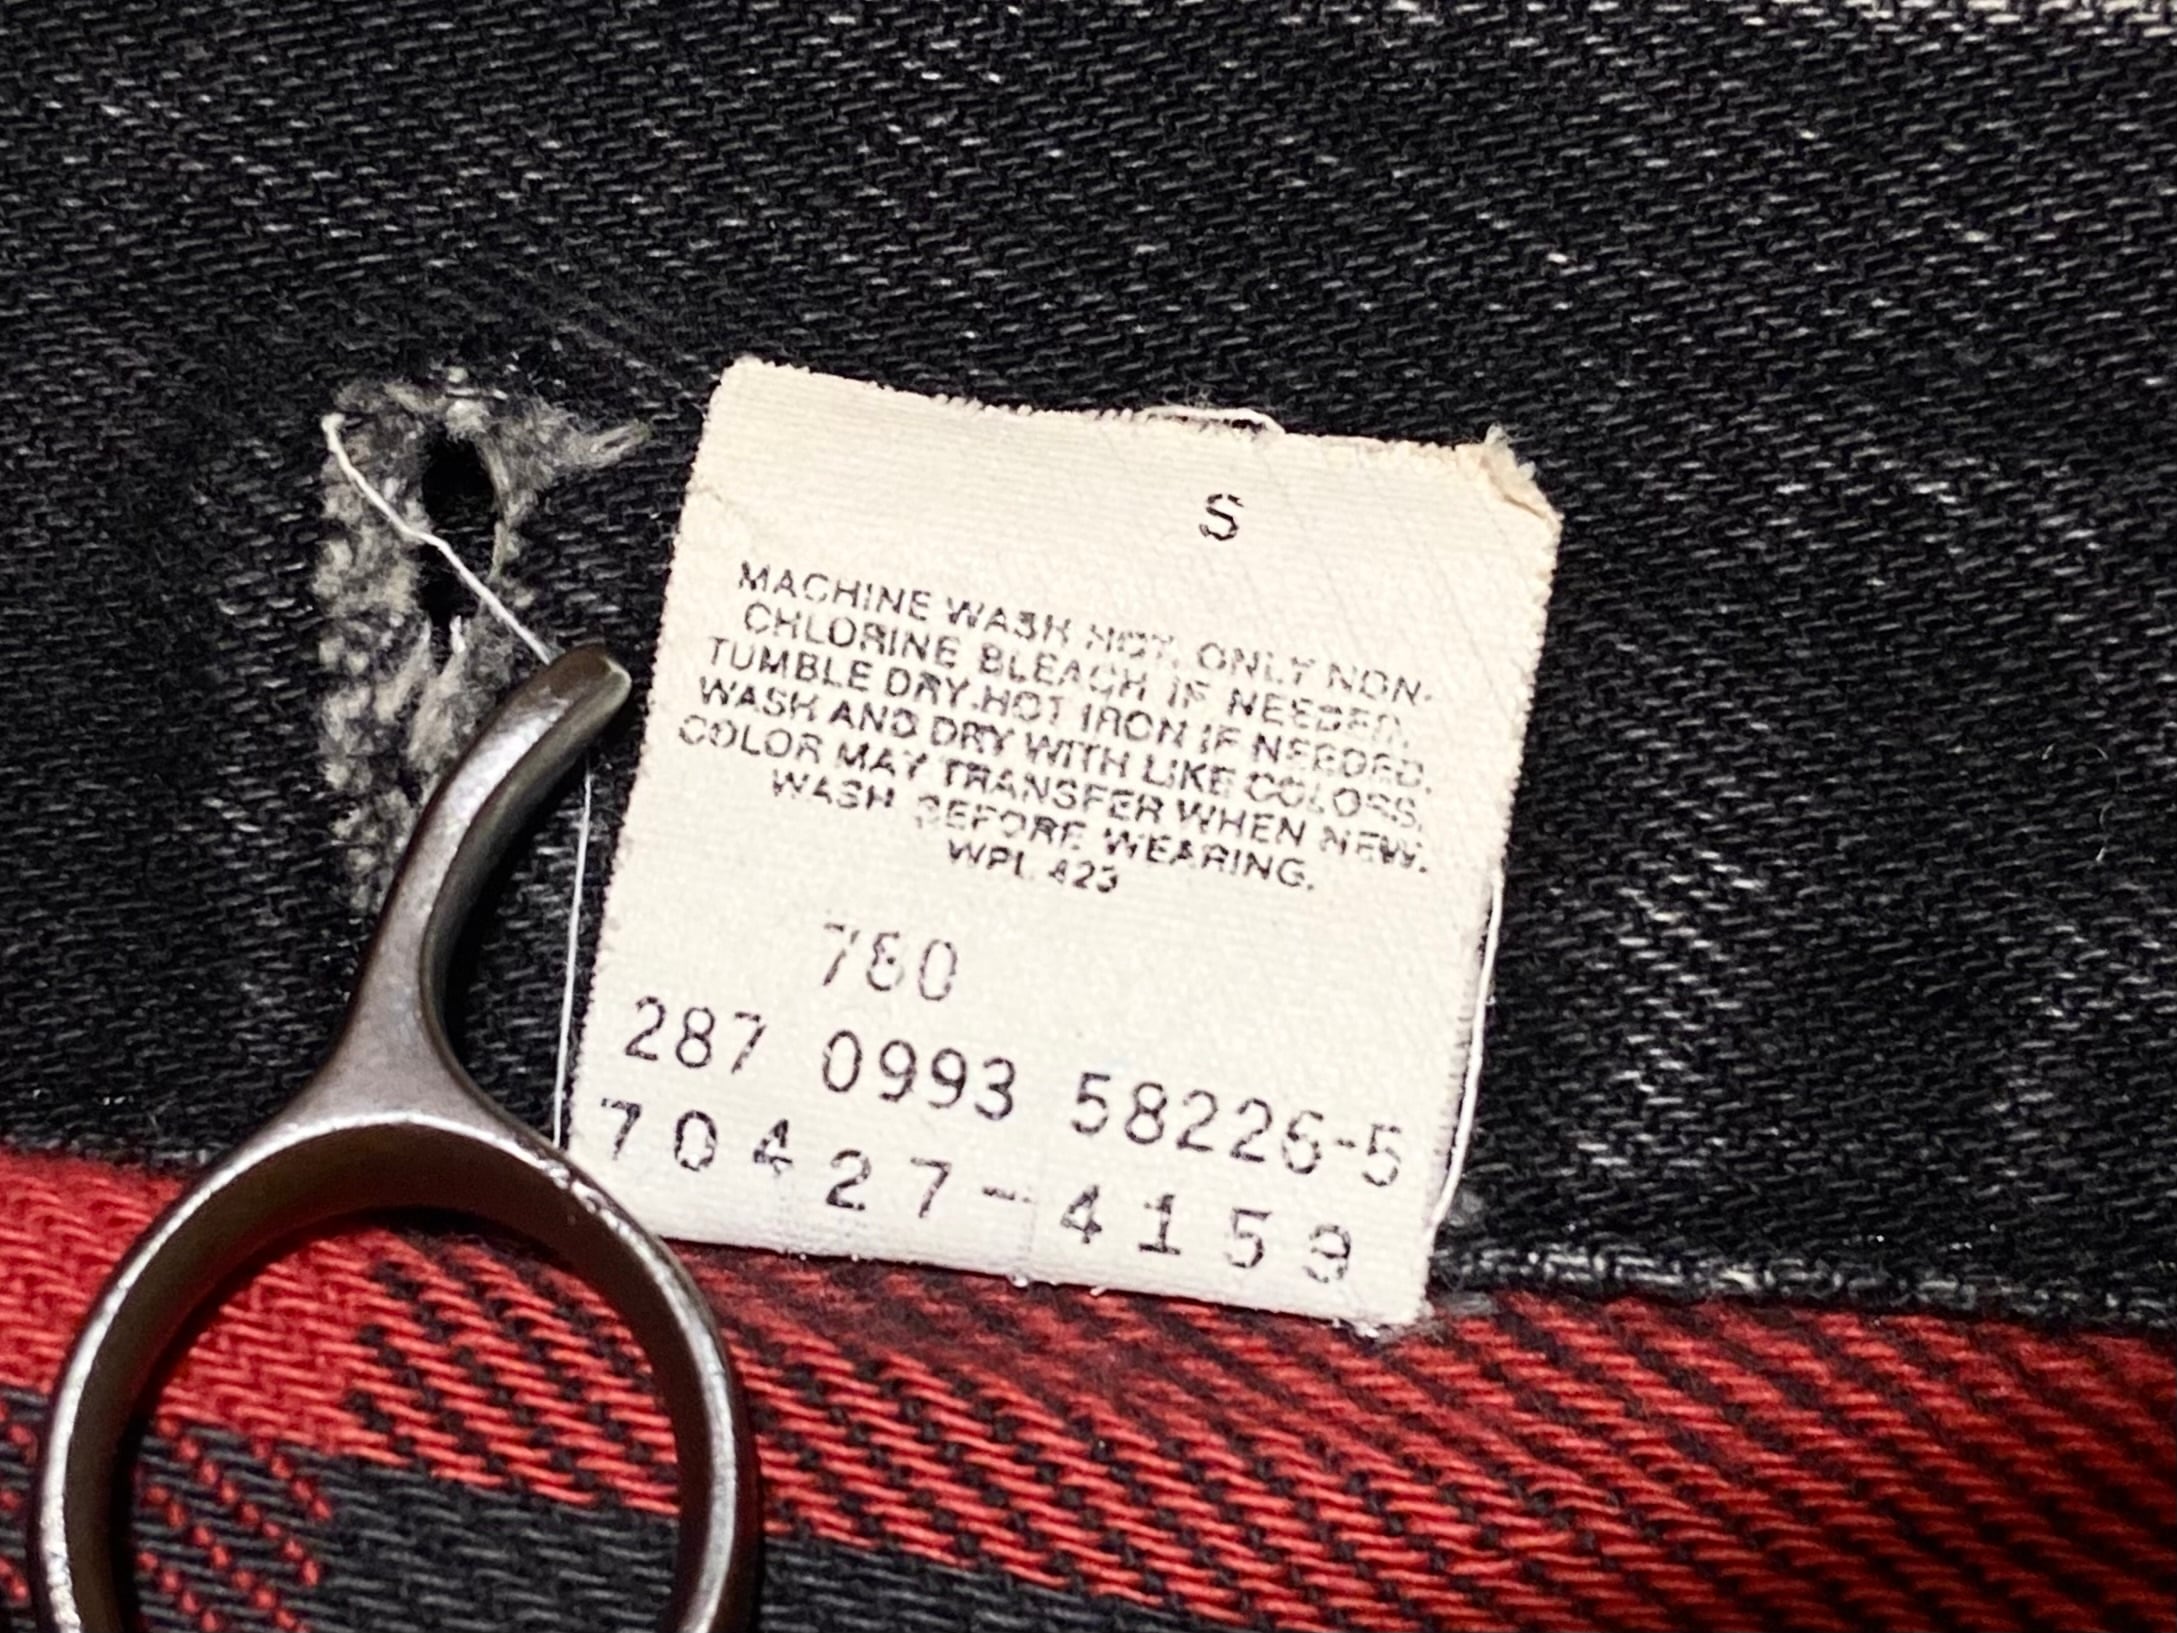 S
MACHINE WASH HOT. ONLY NON-
CHLORINE BLEACH IF NEEDED.
TUMBLE DRY.HOT IRON IF NEEDED.
WASH AND DRY WITH LIKE COLORS.
COLOR MAY TRANSFER WHEN NEW.
WASH BEFORE WEARING.
WPL 423
780
287 0993 58226-5
70427-4159